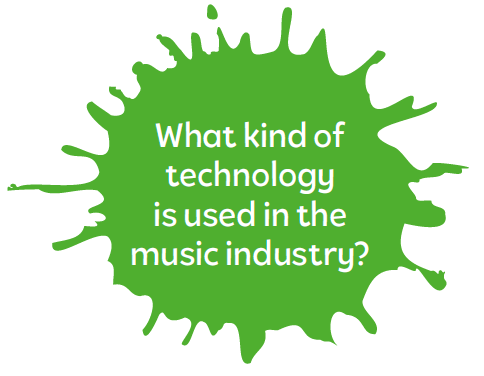 What kind of
technology
is used in the
music industry?